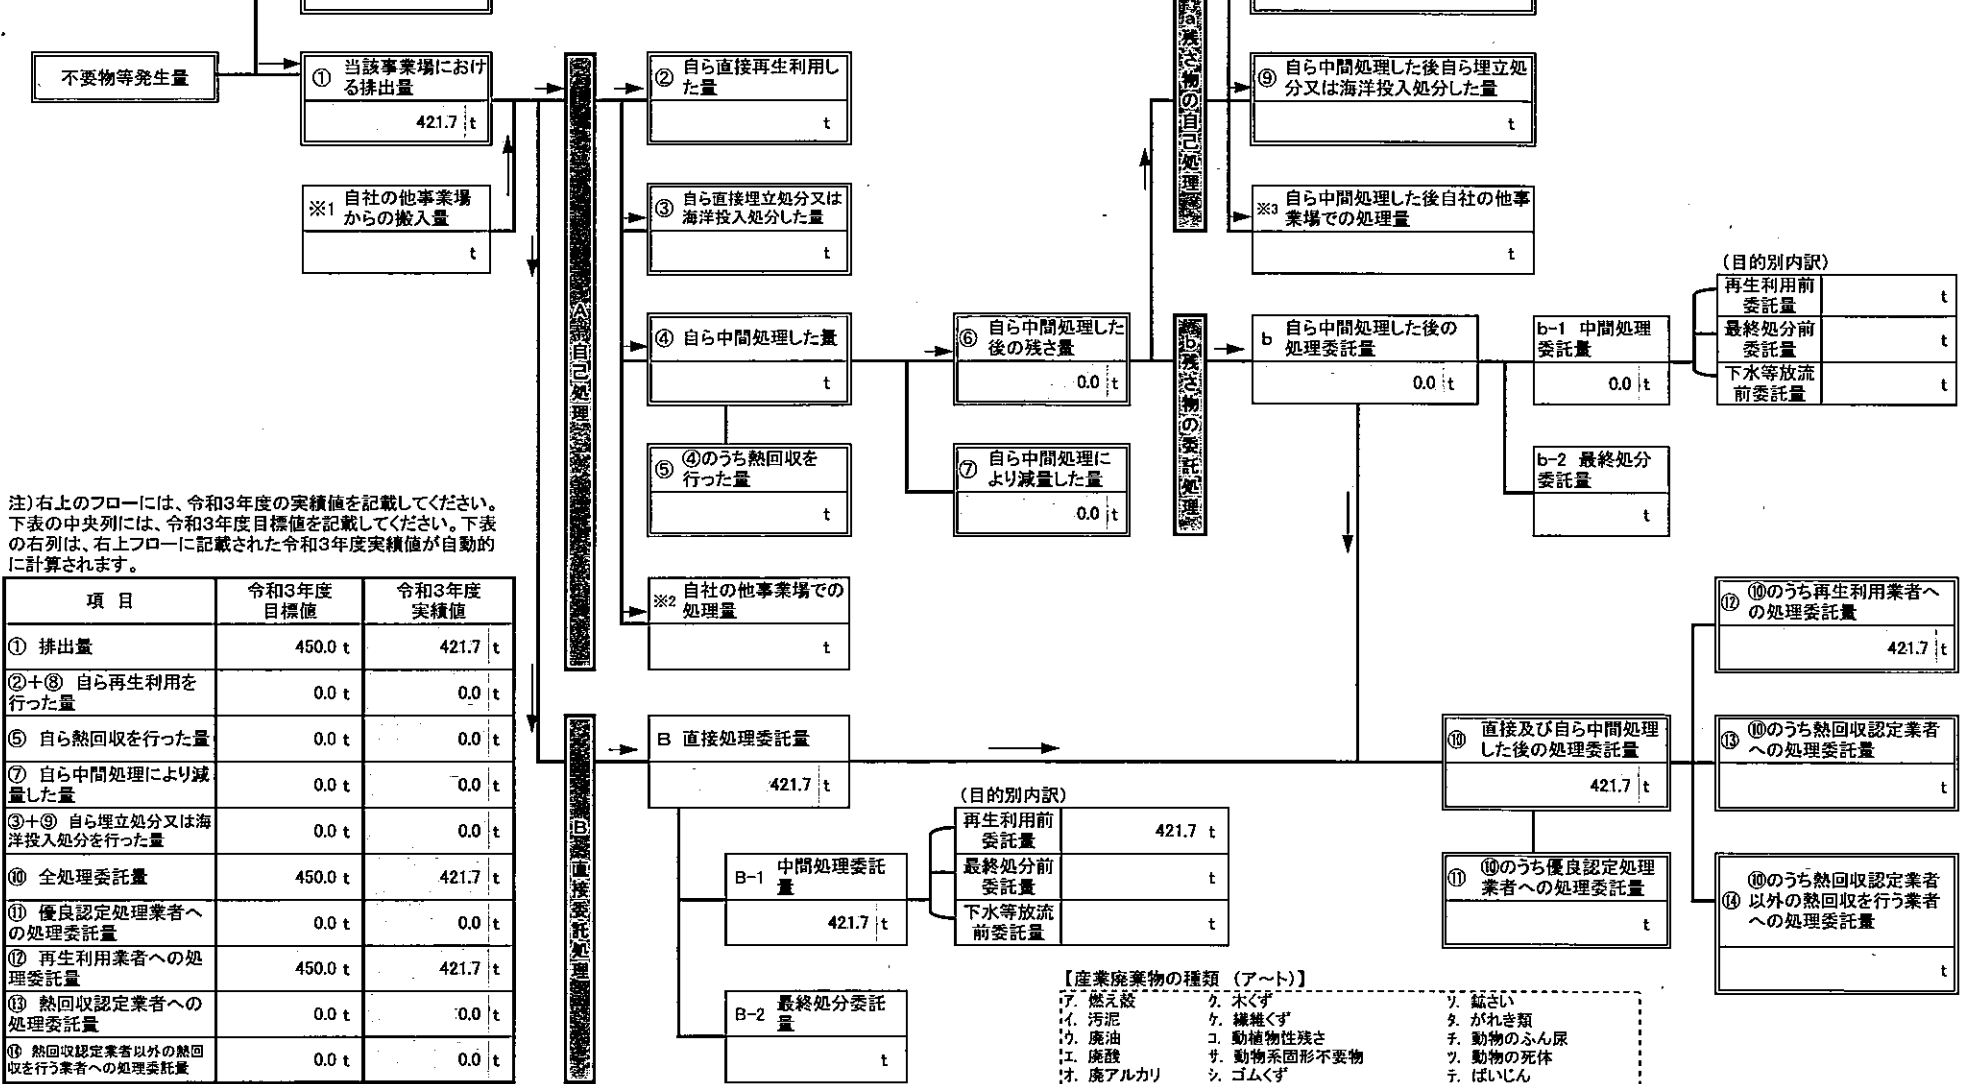 不要物等発生量
① 当該事業場におけ
る排出量
421.7 t
※1 自社の他事業場
からの搬入量
t
A
自己処理
② 自ら直接再生利用し
た量
t
③ 自ら直接埋立処分又は
海洋投入処分した量
t
④ 自ら中間処理した量
t
⑤ ④のうち熱回収を
行った量
t
※2 自社の他事業場での
処理量
t
⑥ 自ら中間処理した
後の残さ量
0.0 t
⑦ 自ら中間処理に
より減量した量
0.0 t
a残さ物の自己処理
⑨ 自ら中間処理した後自ら埋立処
分又は海洋投入処分した量
t
※3 自ら中間処理した後自社の他事
業場での処理量
t
b残さ物の委託処理
b 自ら中間処理した後の
処理委託量
0.0 t
b-1 中間処理
委託量
0.0 t
b-2 最終処分
委託量
t
(目的別内訳)
再生利用前
委託量
t
最終処分前
委託量
t
下水等放流
前委託量
t
注)右上のフローには、令和3年度の実績値を記載してください。
下表の中央列には、令和3年度目標値を記載してください。下表
の右列は、右上フローに記載された令和3年度実績値が自動的
に計算されます。
項 目 令和3年度 目標値 令和3年度 実績値
① 排出量 450.0 t 421.7 t
②+⑧ 自ら再生利用を
行った量 0.0 t 0.0 t
⑤ 自ら熱回収を行った量 0.0 t 0.0 t
⑦ 自ら中間処理により減
量した量 0.0 t 0.0 t
③+⑨ 自ら埋立処分又は海
洋投入処分を行った量 0.0 t 0.0 t
⑩ 全処理委託量 450.0 t 421.7 t
⑪ 優良認定処理業者へ
の処理委託量 0.0 t 0.0 t
⑫ 再生利用業者への処
理委託量 450.0 t 421.7 t
⑬ 熱回収認定業者への
処理委託量 0.0 t 0.0 t
⑭ 熱回収認定業者以外の熱回
収を行う業者への処理委託量 0.0 t 0.0 t
B
直接委託処理
B 直接処理委託量
421.7 t
B-1 中間処理委託
量
421.7 t
B-2 最終処分委託
量
t
(目的別内訳)
再生利用前
委託量
421.7 t
最終処分前
委託量
t
下水等放流
前委託量
t
⑩ 直接及び自ら中間処理
した後の処理委託量
421.7 t
⑪ ⑩のうち優良認定処理
業者への処理委託量
t
⑫ ⑩のうち再生利用業者へ
の処理委託量
421.7 t
⑬ ⑩のうち熱回収認定業者
への処理委託量
t
⑭ ⑩のうち熱回収認定業者
以外の熱回収を行う業者
への処理委託量
t
【産業廃棄物の種類 (ア~ト)】
ア. 燃え殻 ク. 木くず ソ. 鉱さい
イ. 汚泥 ケ. 繊維くず タ. がれき類
ウ. 廃油 コ. 動植物性残さ チ. 動物のふん尿
エ. 廃酸 サ. 動物系固形不要物 ツ. 動物の死体
オ. 廃アルカリ シ. ゴムくず テ. ばいじん